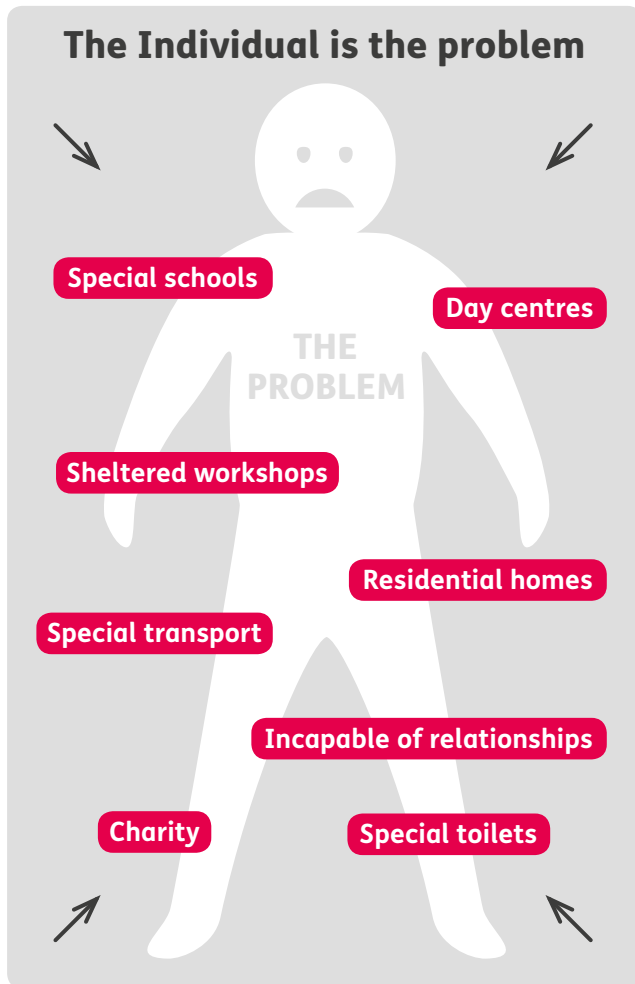 The Individual is the problem
Special schools
Day centres
THE
PROBLEM
Sheltered workshops
Residential homes
Special transport
Incapable of relationships
Charity
Special toilets